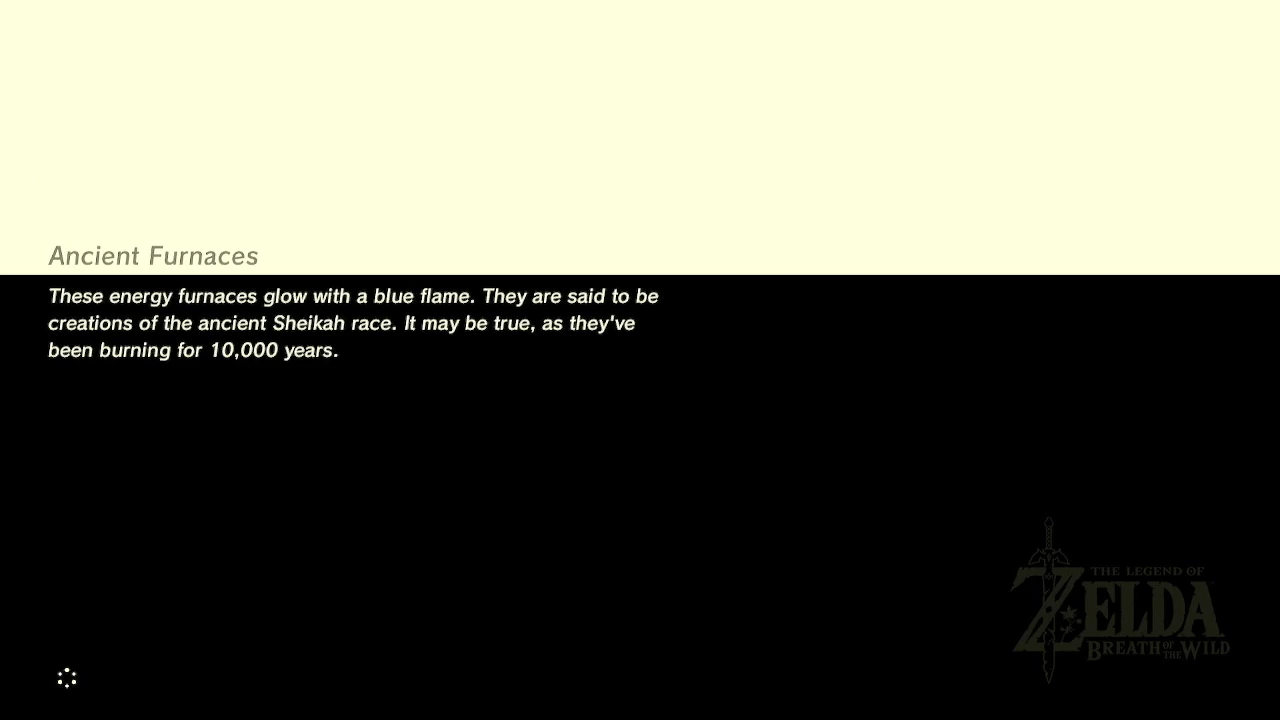 Ancient Furnaces
These energy furnaces glow with a blue flame. They are said to be
creations of the ancient Sheikah race. It may be true, as they've
been burning for 10,000 years.
THE LEGEND OF
ZELDA
BREATH OF THE WILD